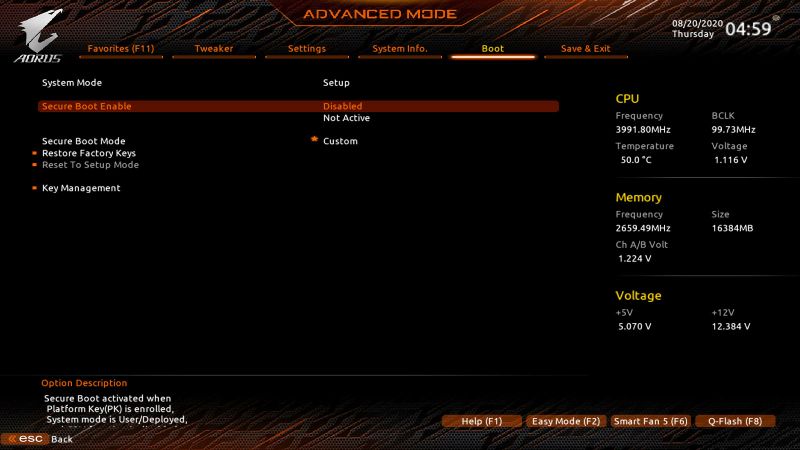 ADVANCED MODE
AORUS
08/20/2020
Thursday
04:59
Favorites (F11)
Tweaker
Settings
System Info.
Boot
Save & Exit
System Mode Setup
Secure Boot Enable Disabled
Not Active
Secure Boot Mode * Custom
Restore Factory Keys
Reset To Setup Mode
Key Management
CPU
Frequency BCLK
3991.80MHz 99.73MHz
Temperature Voltage
50.0 °C 1.116 V
Memory
Frequency Size
2659.49MHz 16384MB
Ch A/B Volt
1.224 V
Voltage
+5V +12V
5.070 V 12.384 V
Option Description
Secure Boot activated when
Platform Key(PK) is enrolled,
System mode is User/Deployed,
Help (F1)
Easy Mode (F2)
Smart Fan 5 (F6)
Q-Flash (F8)
esc Back